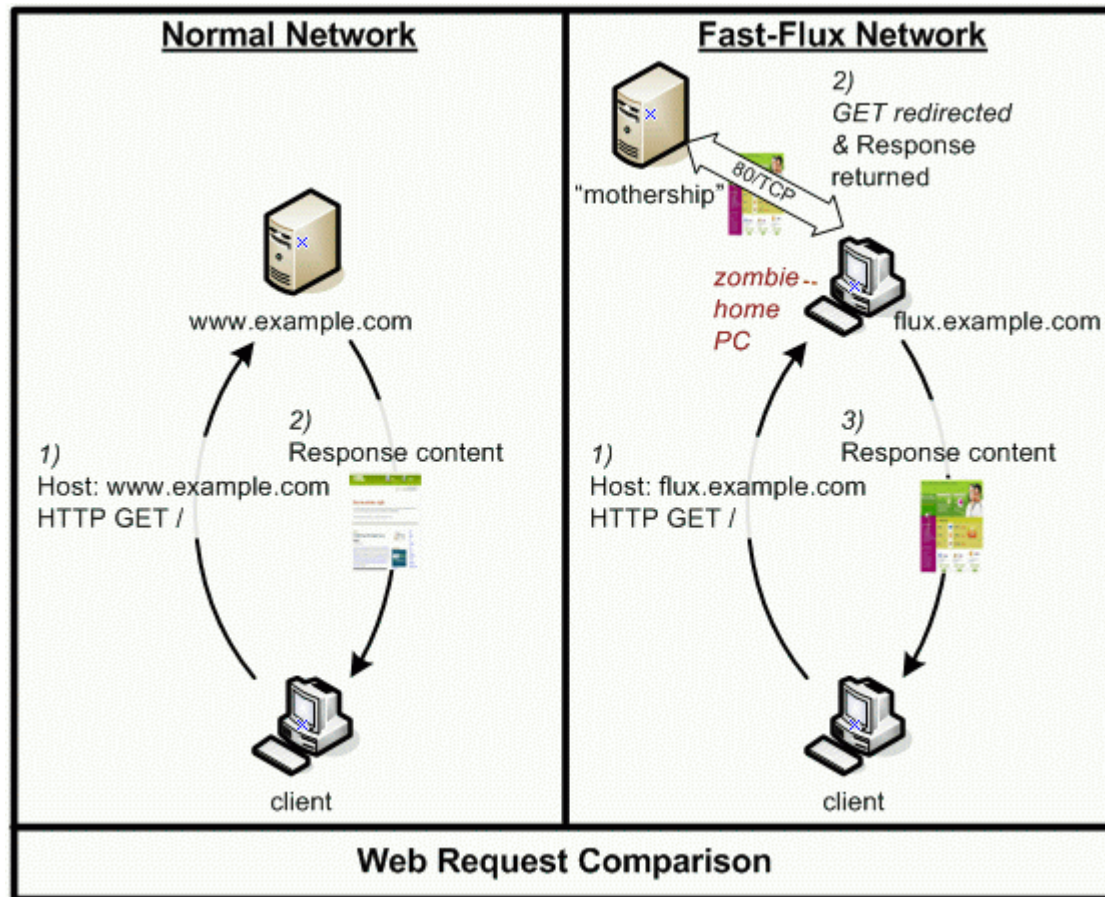 Normal Network
www.example.com
1)
Host: www.example.com
HTTP GET /
2)
Response content
client
Fast-Flux Network
"mothership"
80/TCP
2)
GET redirected
& Response
returned
zombie --
home
PC
flux.example.com
1)
Host: flux.example.com
HTTP GET /
3)
Response content
client
Web Request Comparison